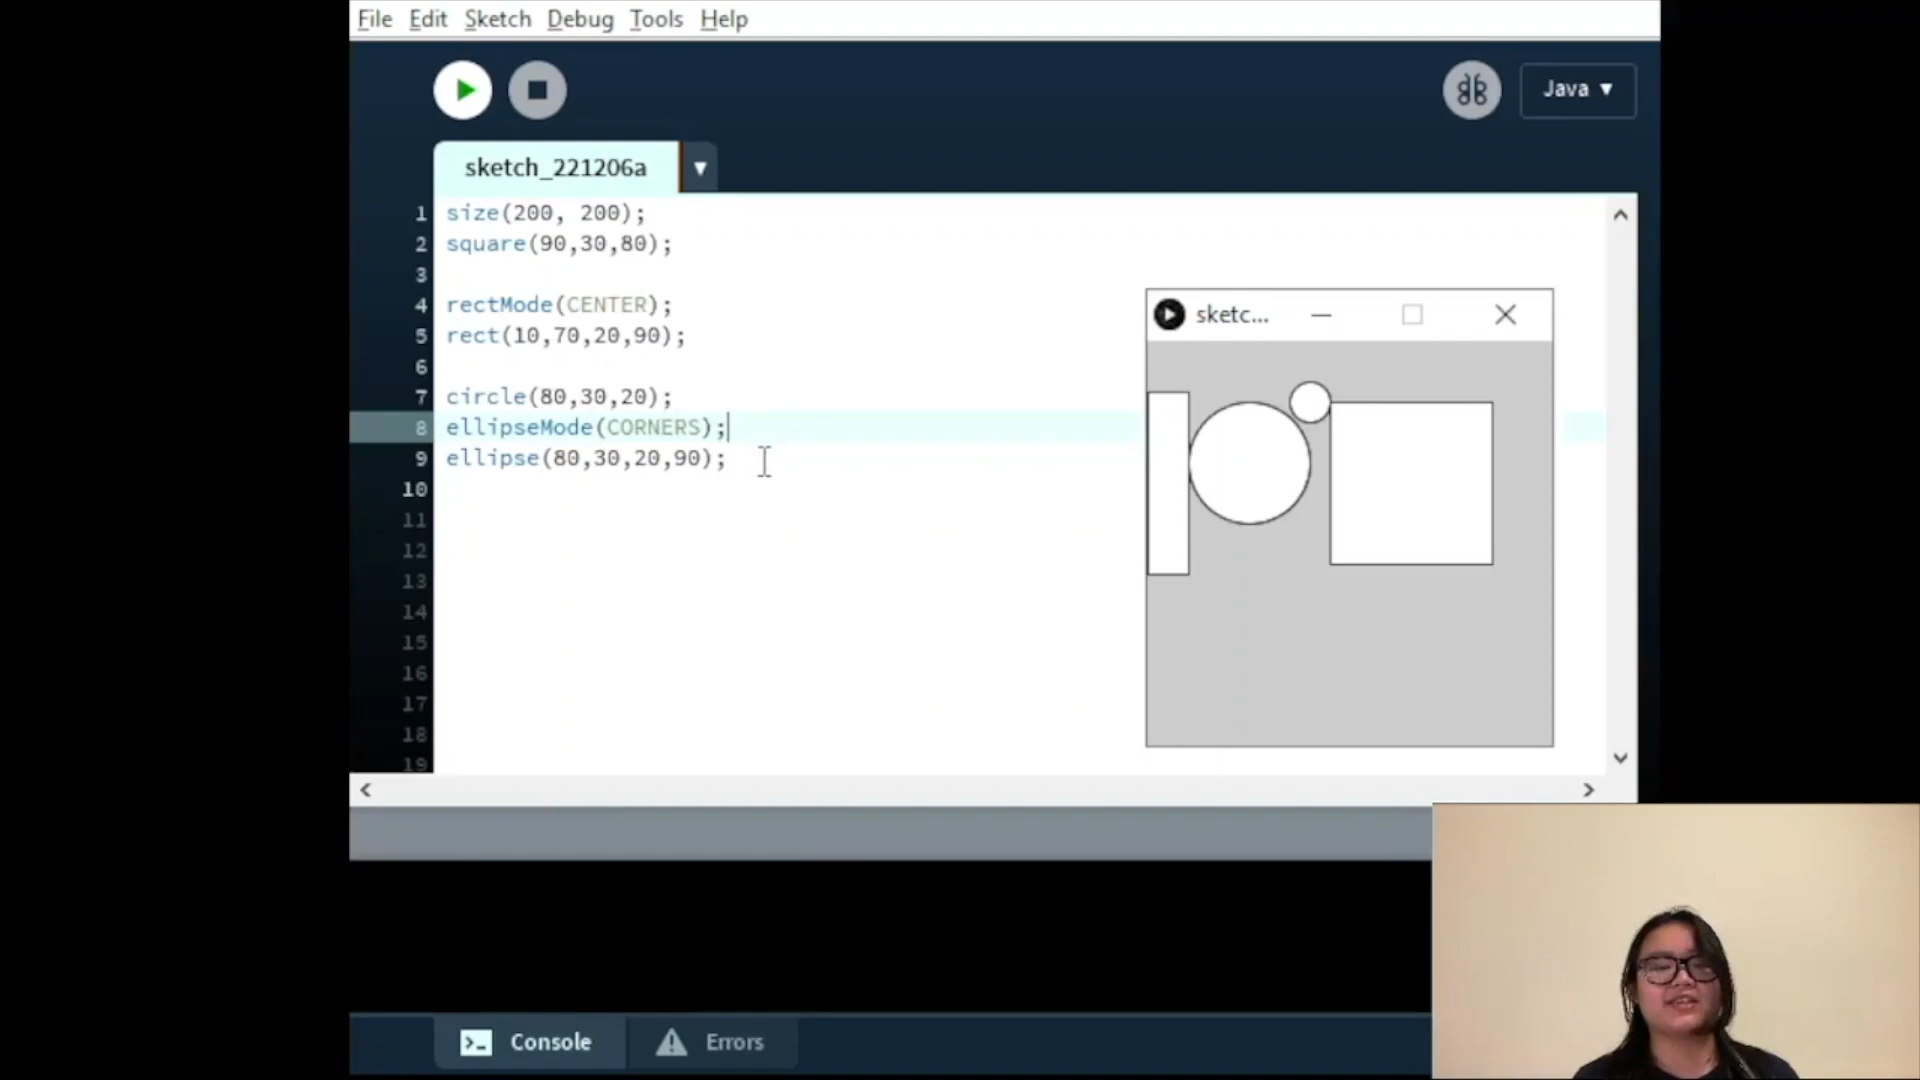 File Edit Sketch Debug Tools Help
Java ▼
sketch_221206a ▼
1 size(200, 200);
2 square(90,30,80);
3
4 rectMode(CENTER);
5 rect(10,70,20,90);
6
7 circle(80,30,20);
8 ellipseMode(CORNERS);
9 ellipse(80,30,20,90);
10
11
12
13
14
15
16
17
18
19
sketc...
Console
Errors